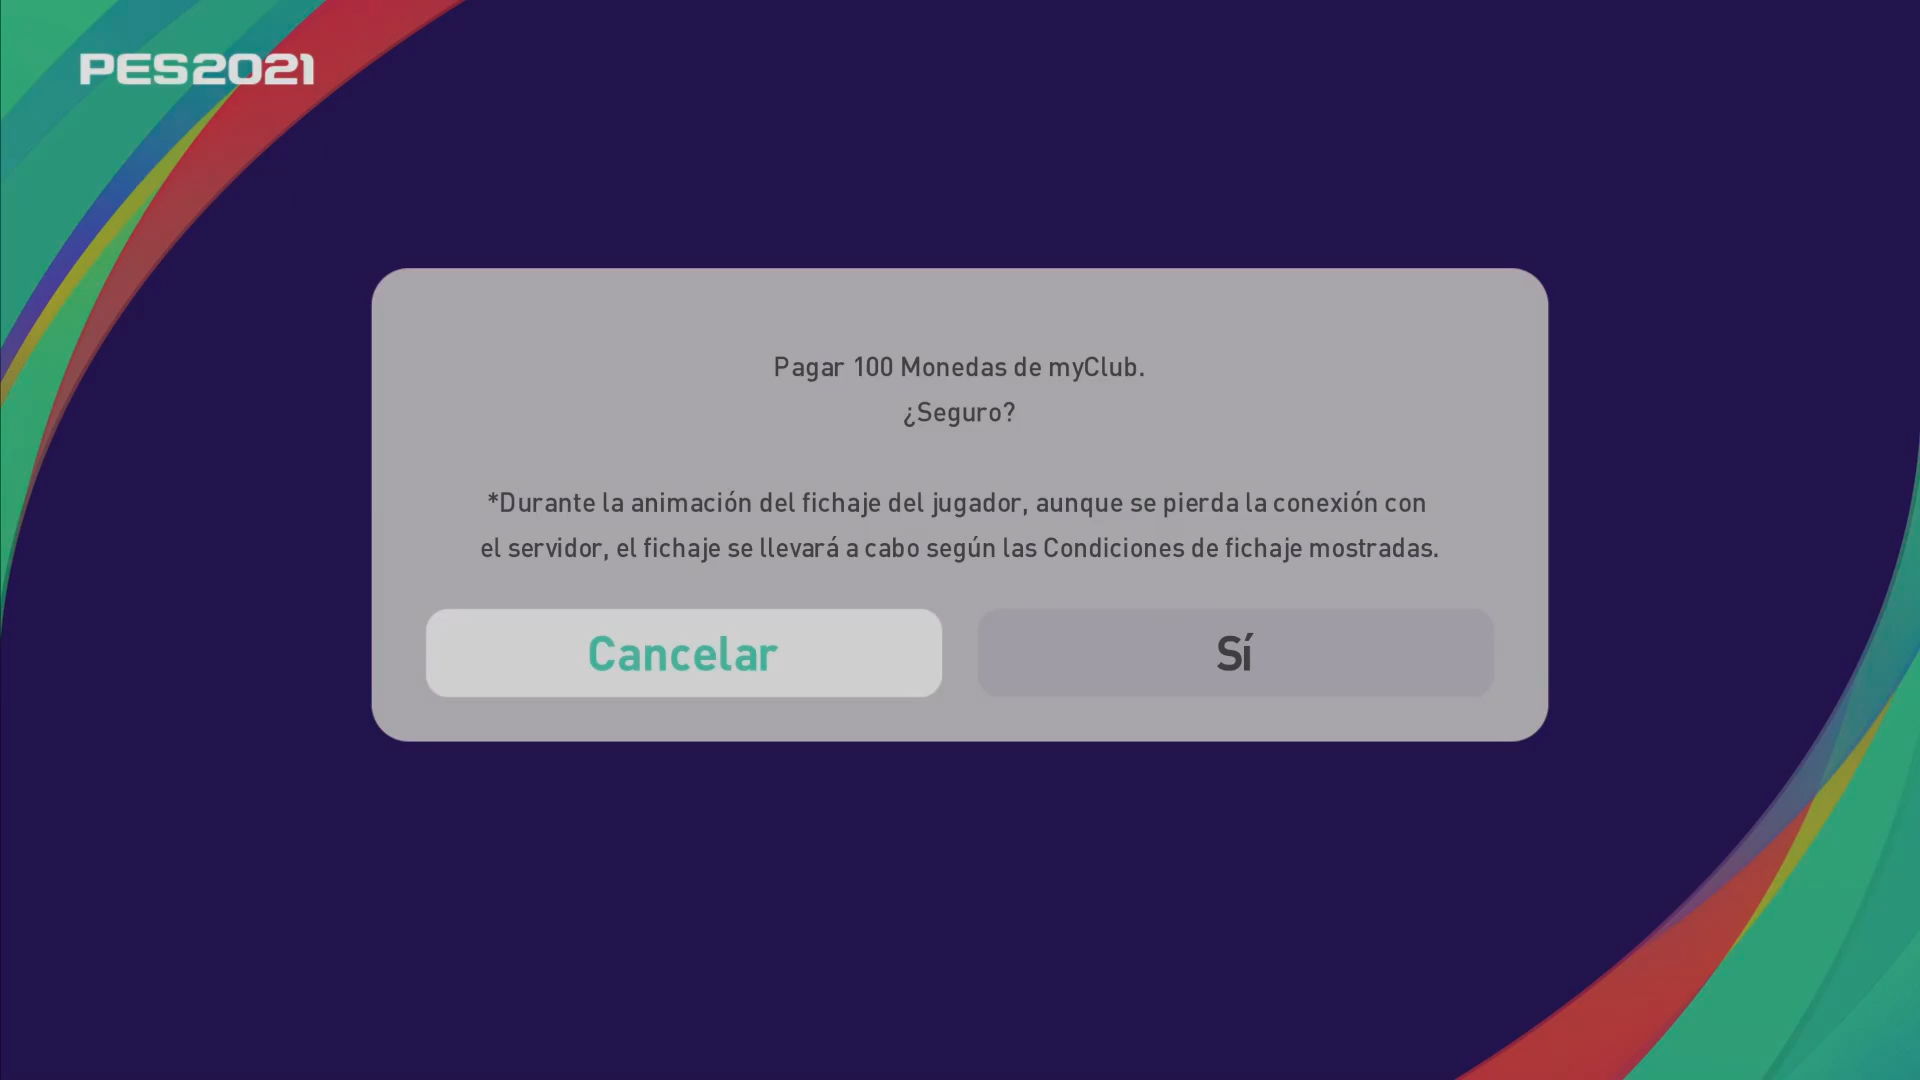 PES2021
Pagar 100 Monedas de myClub.
¿Seguro?
*Durante la animación del fichaje del jugador, aunque se pierda la conexión con
el servidor, el fichaje se llevará a cabo según las Condiciones de fichaje mostradas.
Cancelar
Sí